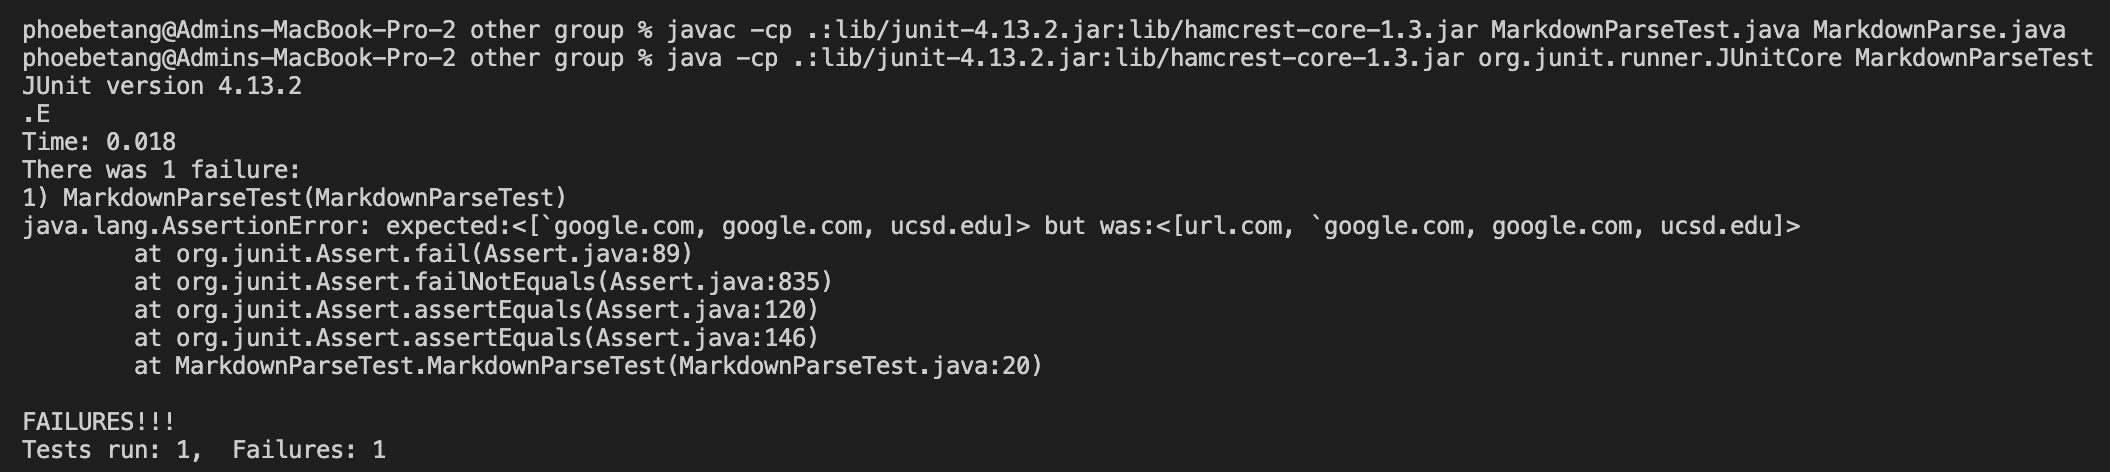 phoebetang@Admins-MacBook-Pro-2 other group % javac -cp .:lib/junit-4.13.2.jar:lib/hamcrest-core-1.3.jar MarkdownParseTest.java MarkdownParse.java
phoebetang@Admins-MacBook-Pro-2 other group % java -cp .:lib/junit-4.13.2.jar:lib/hamcrest-core-1.3.jar org.junit.runner.JUnitCore MarkdownParseTest
JUnit version 4.13.2
.E
Time: 0.018
There was 1 failure:
1) MarkdownParseTest(MarkdownParseTest)
java.lang.AssertionError: expected:<[`google.com, google.com, ucsd.edu]> but was:<[url.com, `google.com, google.com, ucsd.edu]>
        at org.junit.Assert.fail(Assert.java:89)
        at org.junit.Assert.failNotEquals(Assert.java:835)
        at org.junit.Assert.assertEquals(Assert.java:120)
        at org.junit.Assert.assertEquals(Assert.java:146)
        at MarkdownParseTest.MarkdownParseTest(MarkdownParseTest.java:20)

FAILURES!!!
Tests run: 1,  Failures: 1